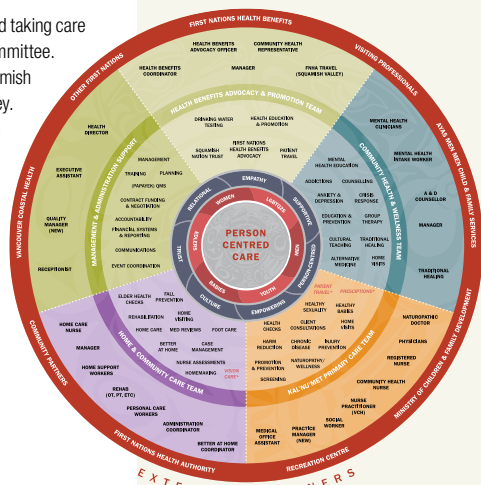 d taking care
mmittee.
mish
ey.
FIRST NATIONS HEALTH BENEFITS
VISITING PROFESSIONALS
AYAS MEN MEN CHILD & FAMILY SERVICES
MINISTRY OF CHILDREN & FAMILY DEVELOPMENT
RECREATION CENTRE
FIRST NATIONS HEALTH AUTHORITY
COMMUNITY PARTNERS
VANCOUVER COASTAL HEALTH
OTHER FIRST NATIONS
HEALTH BENEFITS
ADVOCACY OFFICER
COMMUNITY HEALTH
REPRESENTATIVE
HEALTH BENEFITS
COORDINATOR
MANAGER
FNHA TRAVEL
(SQUAMISH VALLEY)
HEALTH BENEFITS ADVOCACY & PROMOTION TEAM
DRINKING WATER
TESTING
HEALTH EDUCATION
& PROMOTION
SQUAMISH
NATION TRUST
FIRST NATIONS
HEALTH BENEFITS
ADVOCACY
PATIENT
TRAVEL
MENTAL HEALTH
CLINICIANS
MENTAL HEALTH
INTAKE WORKER
A & D
COUNSELLOR
MANAGER
TRADITIONAL
HEALING
COMMUNITY HEALTH & WELLNESS TEAM
MENTAL
HEALTH EDUCATION
ADDICTIONS
COUNSELLING
ANXIETY &
DEPRESSION
CRISIS
RESPONSE
EDUCATION &
PREVENTION
GROUP
THERAPY
CULTURAL
TEACHING
TRADITIONAL
HEALING
ALTERNATIVE
MEDICINE
HOME
VISITS
HEALTH
DIRECTOR
EXECUTIVE
ASSISTANT
QUALITY
MANAGER
(NEW)
RECEPTIONIST
MANAGEMENT & ADMINISTRATION SUPPORT
MANAGEMENT
TRAINING
PLANNING
(PAPAYER) QMS
CONTRACT FUNDING
& NEGOTIATION
ACCOUNTABILITY
FINANCIAL SYSTEMS
& REPORTING
COMMUNICATIONS
EVENT COORDINATION
EMPATHY
SUPPORTIVE
PERSON-CENTRED
EMPOWERING
CULTURE
TRUST
RELATIONAL
WOMEN
LGBTQ2S
MEN
YOUTH
BABIES
ELDERS
PERSON
CENTRED
CARE
ELDER HEALTH
CHECKS
FALL
PREVENTION
REHABILITATION
HOME
VISITING
HOME CARE
MED REVIEWS
FOOT CARE
BETTER
AT HOME
CASE
MANAGEMENT
NURSE ASSESSMENTS
HOMEMAKING
VISION
CARE*
HOME & COMMUNITY CARE TEAM
HOME CARE
NURSE
MANAGER
HOME SUPPORT
WORKERS
REHAB
(OT, PT, ETC)
PERSONAL CARE
WORKERS
ADMINISTRATION
COORDINATOR
BETTER AT HOME
COORDINATOR
PATIENT
TRAVEL*
PRESCRIPTIONS*
HEALTHY
SEXUALITY
HEALTHY
BABIES
HEALTH
CHECKS
CLIENT
CONSULTATIONS
HOME
VISITS
HARM
REDUCTION
CHRONIC
DISEASE
INJURY
PREVENTION
PROMOTION
& PREVENTION
NATUROPATHY/
WELLNESS
SCREENING
KAL'NU'MET PRIMARY CARE TEAM
NATUROPATHIC
DOCTOR
PHYSICIANS
REGISTERED
NURSE
COMMUNITY HEALTH
NURSE
NURSE
PRACTITIONER
(VCH)
SOCIAL
WORKER
PRACTICE
MANAGER
(NEW)
MEDICAL
OFFICE
ASSISTANT